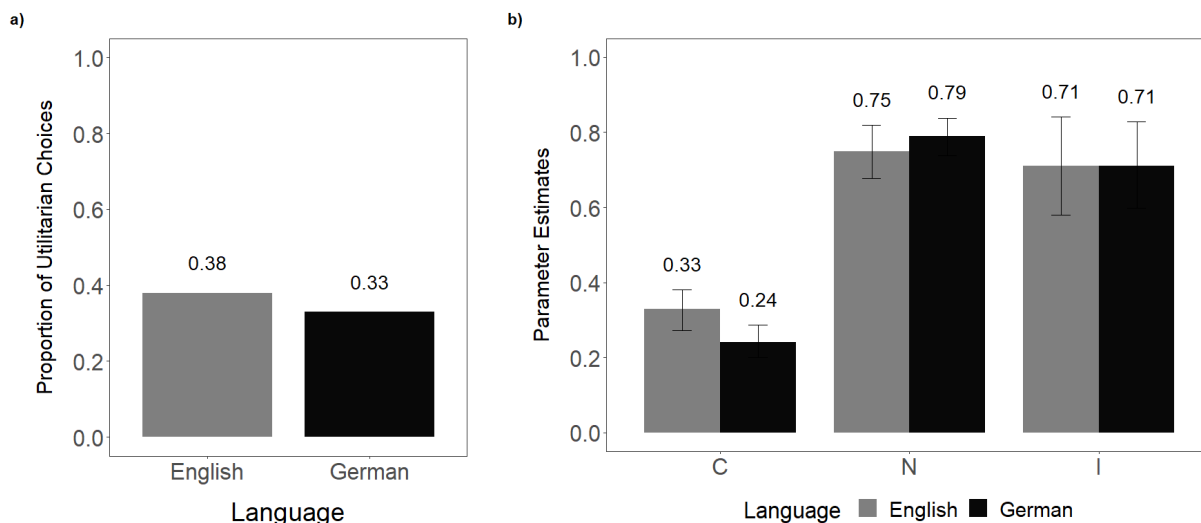 a)
1.0
0.8
0.6
0.4
0.2
0.0
Proportion of Utilitarian Choices
0.38
0.33
English
German
Language
b)
1.0
0.8
0.6
0.4
0.2
0.0
Parameter Estimates
0.33
0.24
0.75
0.79
0.71
0.71
C
N
I
Language English German